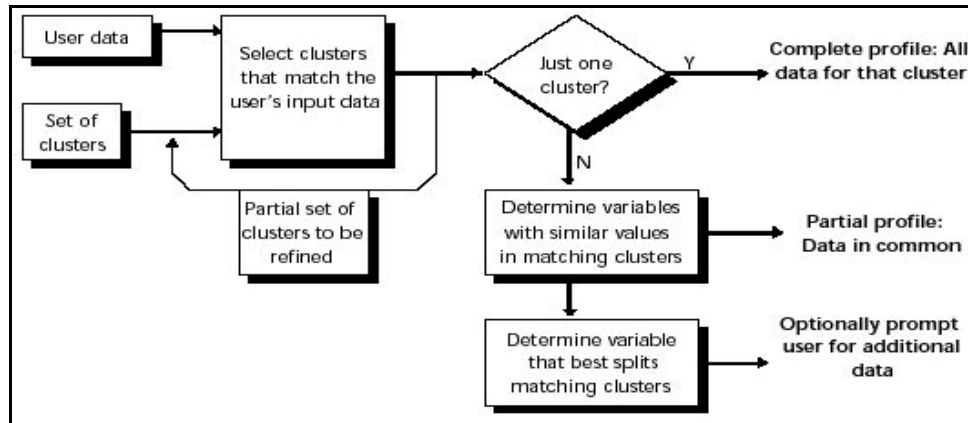 User data
Select clusters
that match the
user's input data
Set of
clusters
Partial set of
clusters to be
refined
Just one
cluster?
Y
N
Complete profile: All
data for that cluster
Determine variables
with similar values
in matching clusters
Partial profile:
Data in common
Determine variable
that best splits
matching clusters
Optionally prompt
user for additional
data